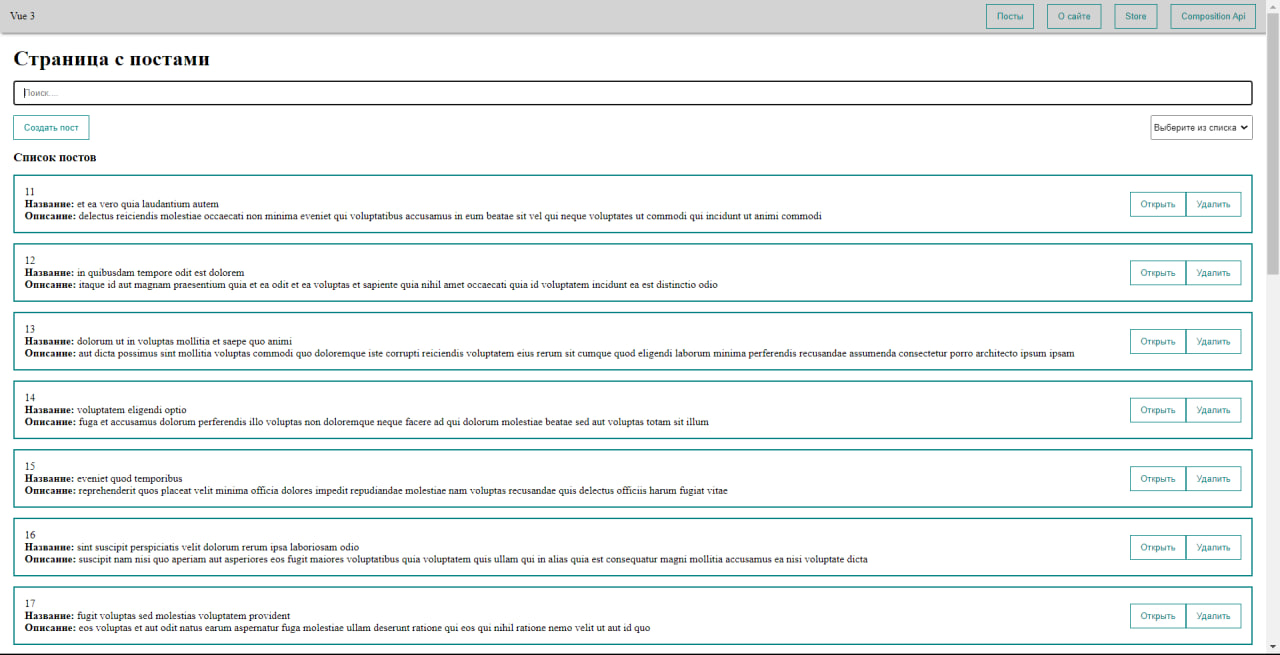 Vue 3
Посты
О сайте
Store
Composition Api
Страница с постами
Поиск....
Создать пост
Выберите из списка
Список постов
11
Название: et ea vero quia laudantium autem
Описание: delectus reiciendis molestiae occaecati non minima eveniet qui voluptatibus accusamus in eum beatae sit vel qui neque voluptates ut commodi qui incidunt ut animi commodi
Открыть
Удалить
12
Название: in quibusdam tempore odit est dolorem
Описание: itaque id aut magnam praesentium quia et ea odit et ea voluptas et sapiente quia nihil amet occaecati quia id voluptatem incidunt ea est distinctio odio
Открыть
Удалить
13
Название: dolorum ut in voluptas mollitia et saepe quo animi
Описание: aut dicta possimus sint mollitia voluptas commodi quo doloremque iste corrupti reiciendis voluptatem eius rerum sit cumque quod eligendi laborum minima perferendis recusandae assumenda consectetur porro architecto ipsum ipsam
Открыть
Удалить
14
Название: voluptatem eligendi optio
Описание: fuga et accusamus dolorum perferendis illo voluptas non doloremque neque facere ad qui dolorum molestiae beatae sed aut voluptas totam sit illum
Открыть
Удалить
15
Название: eveniet quod temporibus
Описание: reprehenderit quos placeat velit minima officia dolores impedit repudiandae molestiae nam voluptas recusandae quis delectus officiis harum fugiat vitae
Открыть
Удалить
16
Название: sint suscipit perspiciatis velit dolorum rerum ipsa laboriosam odio
Описание: suscipit nam nisi quo aperiam aut asperiores eos fugit maiores voluptatibus quia voluptatem quis ullam qui in alias quia est consequatur magni mollitia accusamus ea nisi voluptate dicta
Открыть
Удалить
17
Название: fugit voluptas sed molestias voluptatem provident
Описание: eos voluptas et aut odit natus earum aspernatur fuga molestiae ullam deserunt ratione qui eos qui nihil ratione nemo velit ut aut id quo
Открыть
Удалить